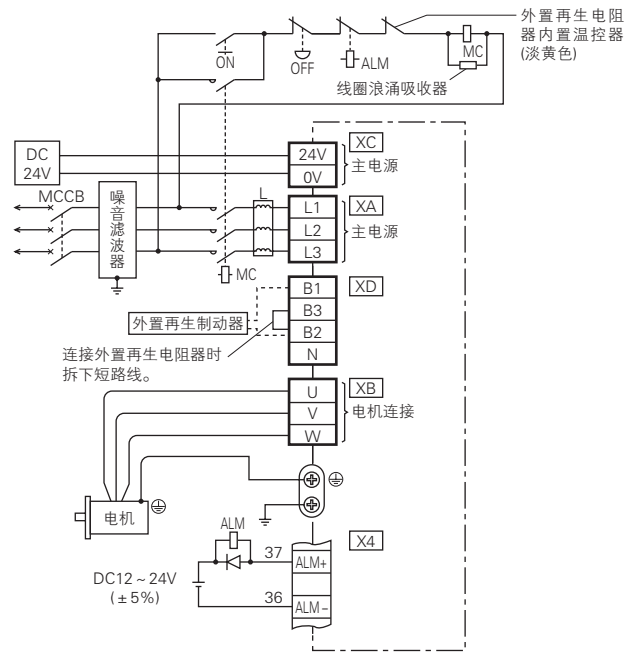 外置再生电阻
器内置温控器
(淡黄色)
ON
OFF
ALM
MC
线圈浪涌吸收器
DC
24V
24V
0V
XC
主电源
MCCB
噪音滤波器
L
L1
L2
L3
XA
主电源
MC
B1
B3
B2
N
XD
外置再生制动器
连接外置再生电阻器时
拆下短路线。
U
V
W
XB
电机连接
电机
ALM
DC12~24V
(±5%)
37
36
ALM+
ALM−
X4